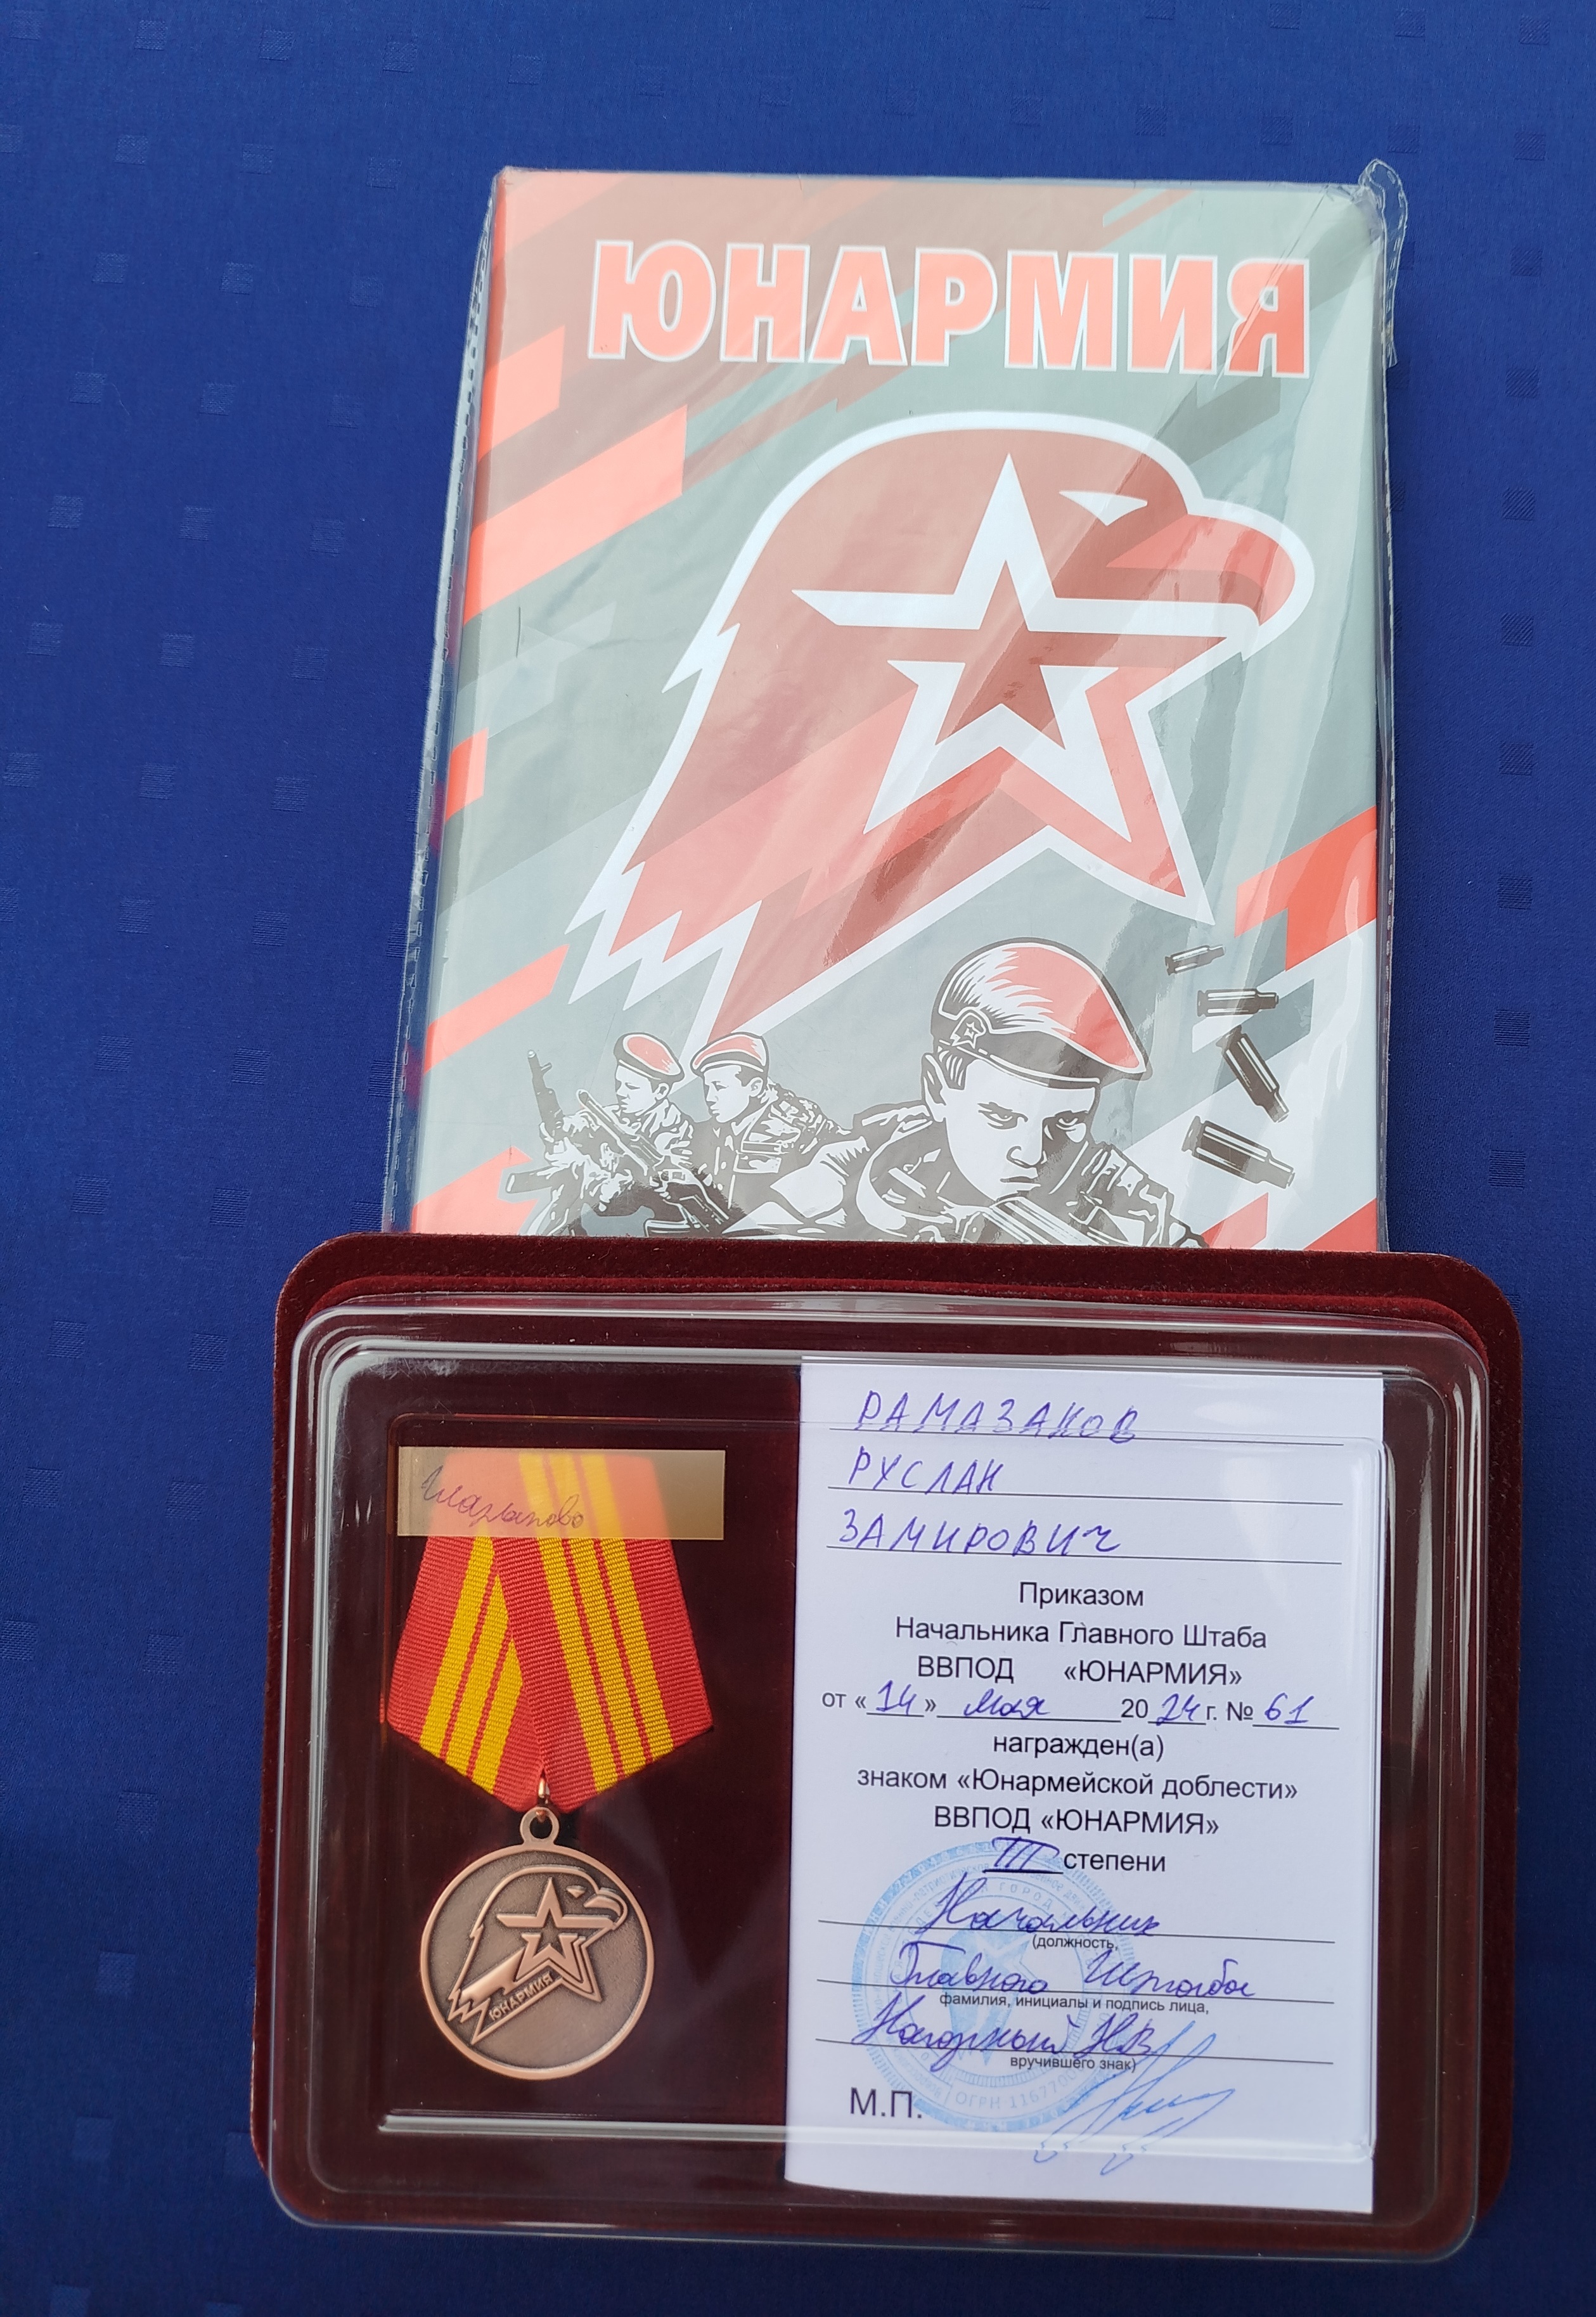 ЮНАРМИЯ
РАМАЗАНОВ
РУСЛАН
ЗАМИРОВИЧ
Приказом
Начальника Главного Штаба
ВВПОД «ЮНАРМИЯ»
от «14» мая 2024 г. № 61
награжден(а)
знаком «Юнармейской доблести»
ВВПОД «ЮНАРМИЯ»
III степени
Начальник
(должность,
Главного Штаба
фамилия, инициалы и подпись лица,
Нагорный Н.В.
вручившего знак)
М.П.
ЮНАРМИЯ